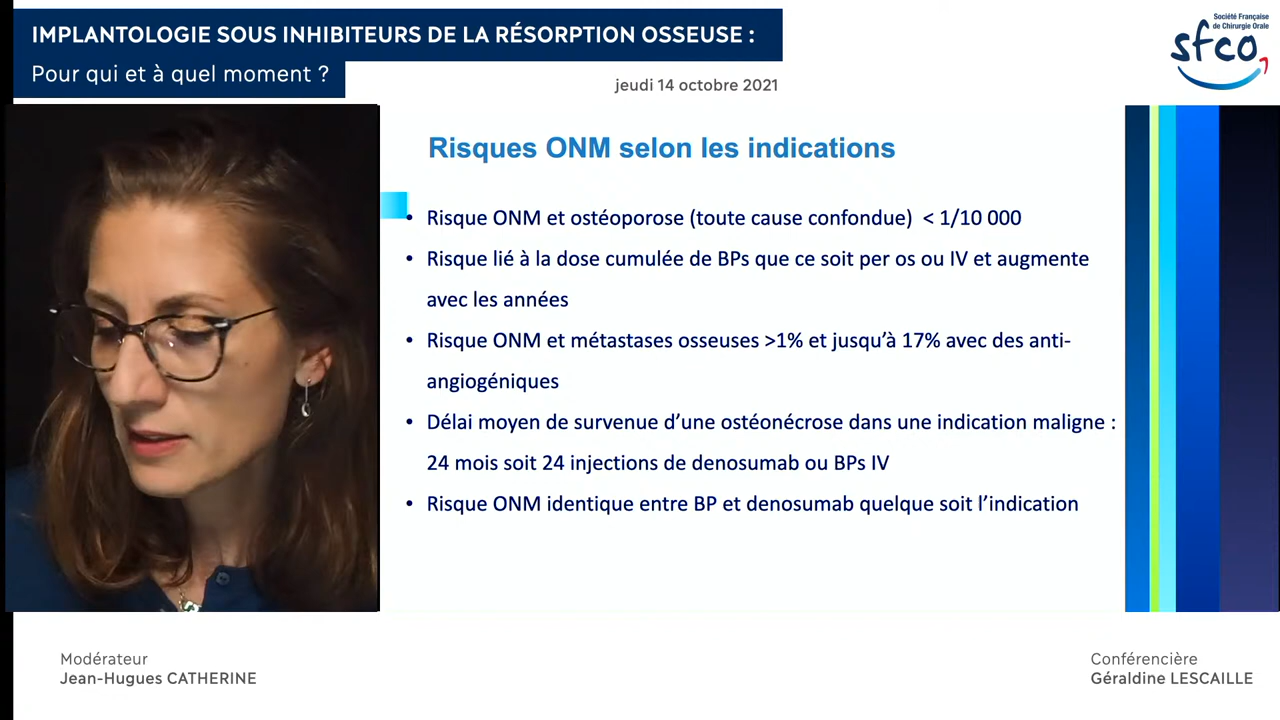 IMPLANTOLOGIE SOUS INHIBITEURS DE LA RÉSORPTION OSSEUSE :
Pour qui et à quel moment ?
jeudi 14 octobre 2021
Société Française
de Chirurgie Orale
sfco
Risques ONM selon les indications
• Risque ONM et ostéoporose (toute cause confondue) < 1/10 000
• Risque lié à la dose cumulée de BPs que ce soit per os ou IV et augmente
avec les années
• Risque ONM et métastases osseuses >1% et jusqu’à 17% avec des anti-
angiogéniques
• Délai moyen de survenue d’une ostéonécrose dans une indication maligne :
24 mois soit 24 injections de denosumab ou BPs IV
• Risque ONM identique entre BP et denosumab quelque soit l’indication
Modérateur
Jean-Hugues CATHERINE
Conférencière
Géraldine LESCAILLE